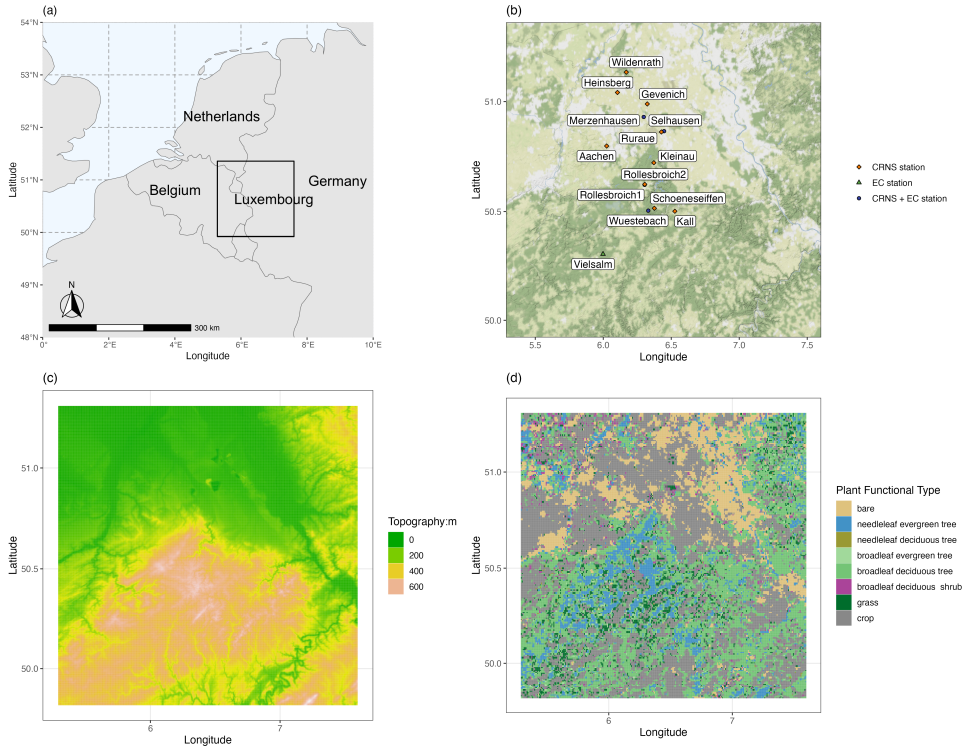 (a)
54°N
53°N
52°N
51°N
50°N
49°N
48°N
Latitude
Netherlands
Belgium
Germany
Luxembourg
N
300 km
0°
2°E
4°E
6°E
8°E
10°E
Longitude
(b)
51.0
50.5
50.0
Latitude
Wildenrath
Heinsberg
Gevenich
Merzenhausen
Selhausen
Ruraue
Aachen
Kleinau
Rollesbroich2
Rollesbroich1
Schoeneseiffen
Wuestebach
Kall
Vielsalm
5.5
6.0
6.5
7.0
7.5
Longitude
CRNS station
EC station
CRNS + EC station
(c)
51.0
50.5
50.0
Latitude
6
7
Longitude
Topography:m
0
200
400
600
(d)
51.0
50.5
50.0
Latitude
6
7
Longitude
Plant Functional Type
bare
needleleaf evergreen tree
needleleaf deciduous tree
broadleaf evergreen tree
broadleaf deciduous tree
broadleaf deciduous  shrub
grass
crop